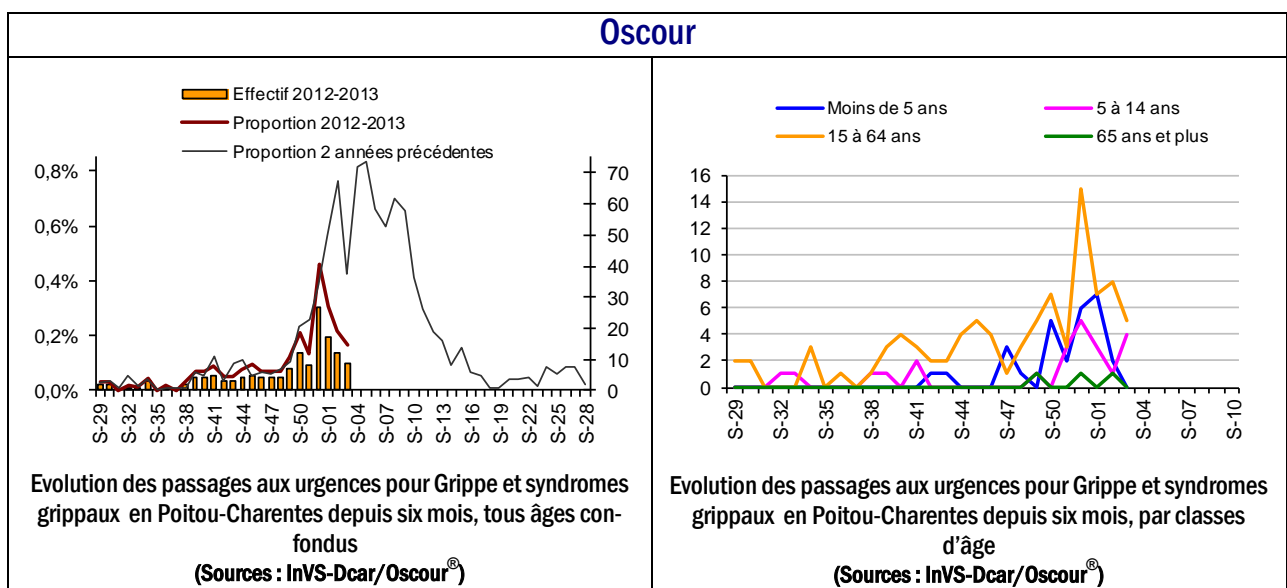 Oscour
Effectif 2012-2013
Proportion 2012-2013
Proportion 2 années précédentes
0,8%
0,6%
0,4%
0,2%
0,0%
70
60
50
40
30
20
10
0
S-29
S-32
S-35
S-38
S-41
S-44
S-47
S-50
S-01
S-04
S-07
S-10
S-13
S-16
S-19
S-22
S-25
S-28
Evolution des passages aux urgences pour Grippe et syndromes
grippaux en Poitou-Charentes depuis six mois, tous âges con-
fondus
(Sources : InVS-Dcar/Oscour®)
Moins de 5 ans
5 à 14 ans
15 à 64 ans
65 ans et plus
16
14
12
10
8
6
4
2
0
S-29
S-32
S-35
S-38
S-41
S-44
S-47
S-50
S-01
S-04
S-07
S-10
Evolution des passages aux urgences pour Grippe et syndromes
grippaux en Poitou-Charentes depuis six mois, par classes
d'âge
(Sources : InVS-Dcar/Oscour®)